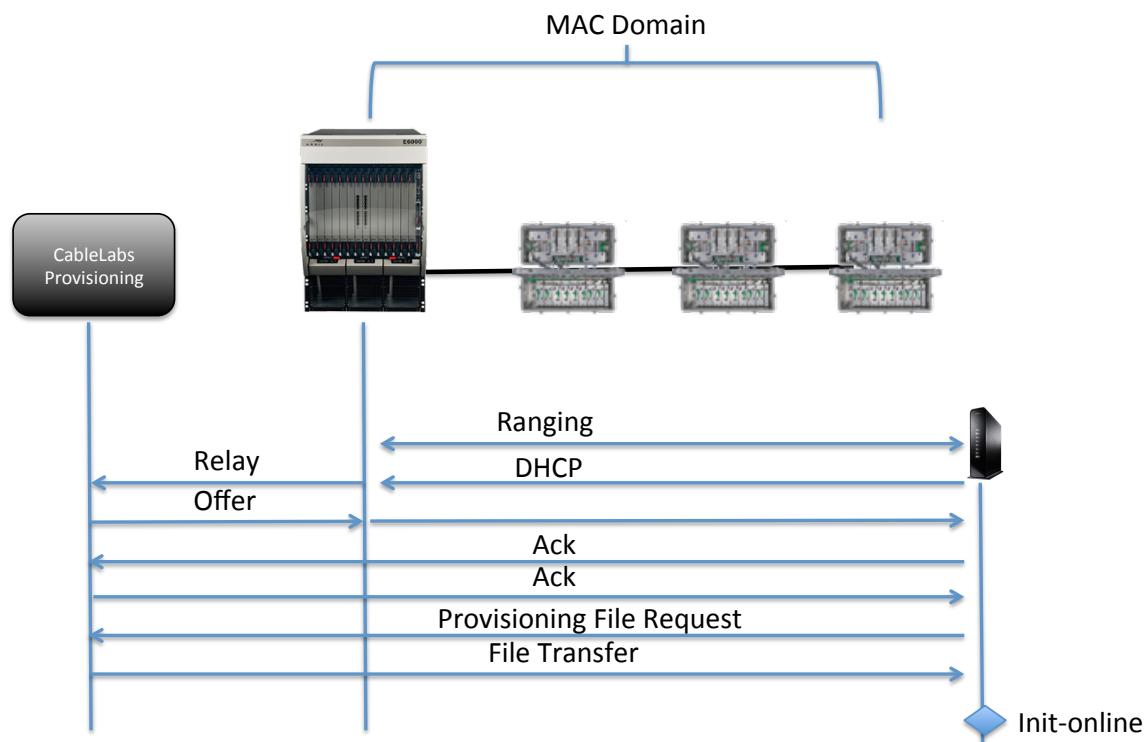 MAC Domain
E6000
CableLabs
Provisioning
Ranging
Relay
DHCP
Offer
Ack
Ack
Provisioning File Request
File Transfer
Init-online